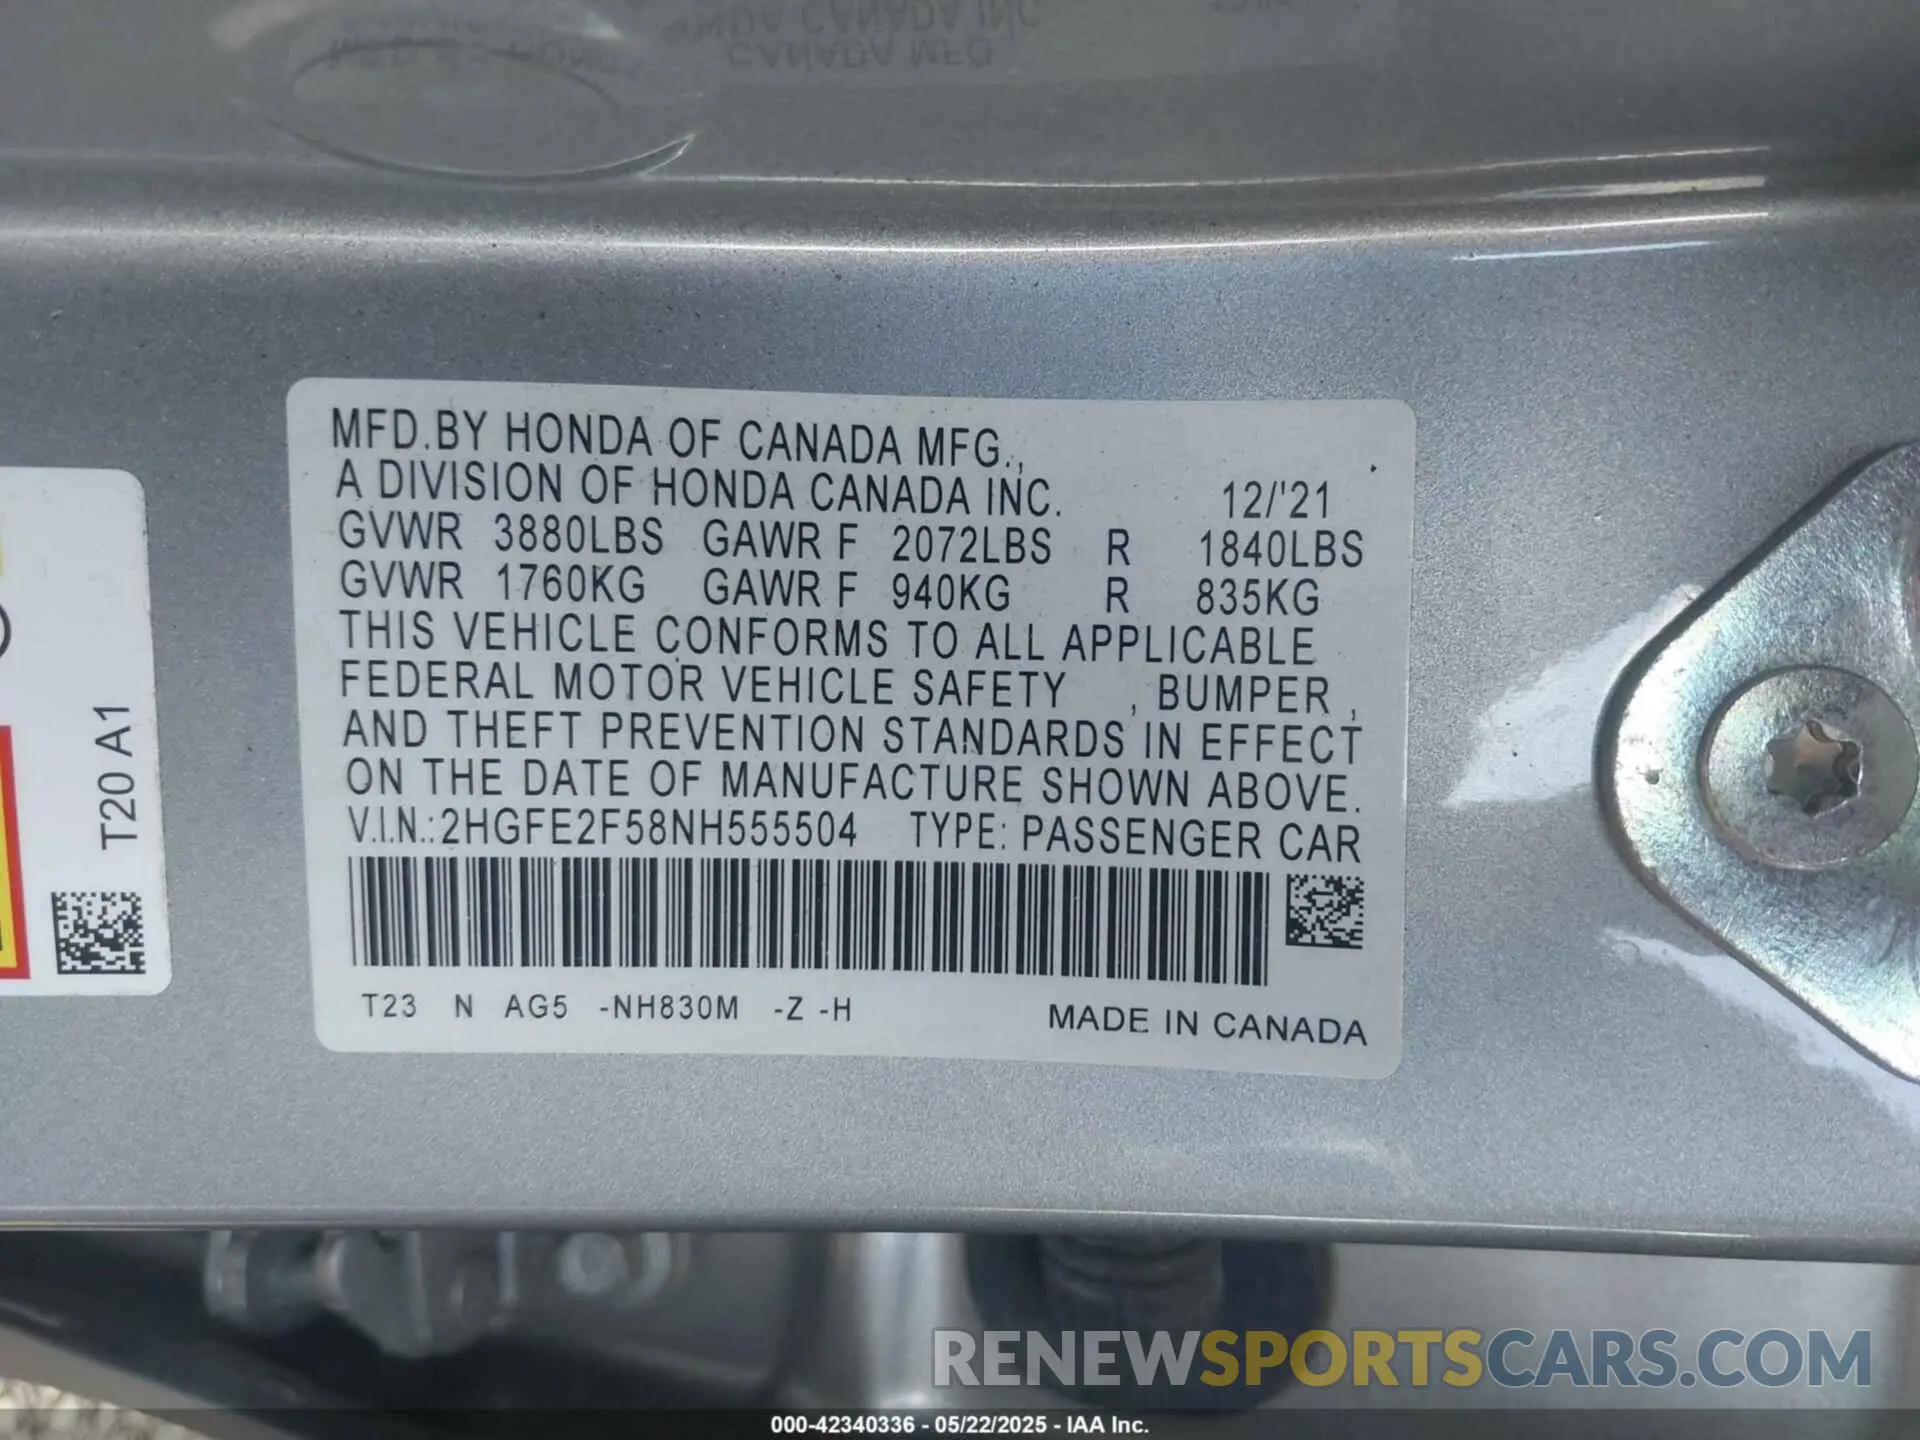 MFD.BY HONDA OF CANADA MFG.,
A DIVISION OF HONDA CANADA INC. 12/'21
GVWR 3880LBS GAWR F 2072LBS R 1840LBS
GVWR 1760KG GAWR F 940KG R 835KG
THIS VEHICLE CONFORMS TO ALL APPLICABLE
FEDERAL MOTOR VEHICLE SAFETY , BUMPER ,
AND THEFT PREVENTION STANDARDS IN EFFECT
ON THE DATE OF MANUFACTURE SHOWN ABOVE.
V.I.N.:2HGFE2F58NH555504 TYPE: PASSENGER CAR
T23 N AG5 -NH830M -Z -H MADE IN CANADA
T20 A1
RENEWSPORTSCARS.COM
000-42340336 - 05/22/2025 - IAA Inc.